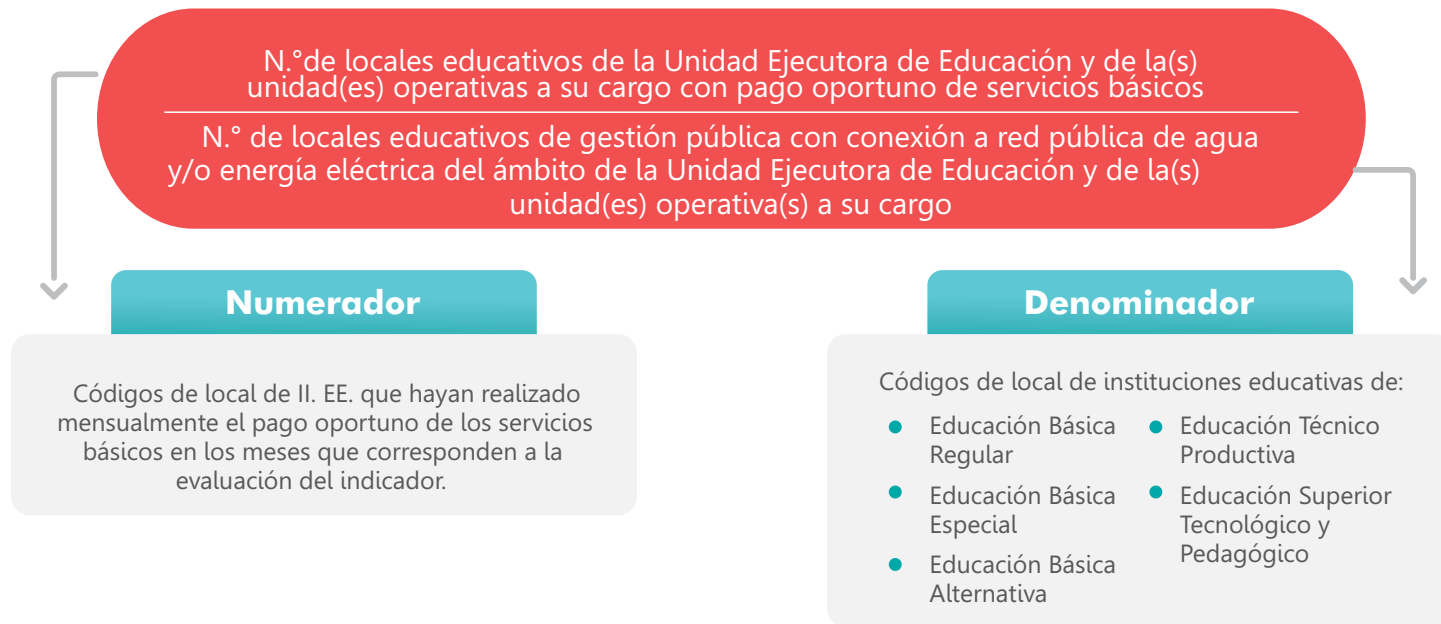 N.°de locales educativos de la Unidad Ejecutora de Educación y de la(s)
unidad(es) operativas a su cargo con pago oportuno de servicios básicos
N.° de locales educativos de gestión pública con conexión a red pública de agua
y/o energía eléctrica del ámbito de la Unidad Ejecutora de Educación y de la(s)
unidad(es) operativa(s) a su cargo
Numerador
Códigos de local de II. EE. que hayan realizado
mensualmente el pago oportuno de los servicios
básicos en los meses que corresponden a la
evaluación del indicador.
Denominador
Códigos de local de instituciones educativas de:
Educación Básica
Regular
Educación Básica
Especial
Educación Básica
Alternativa
Educación Técnico
Productiva
Educación Superior
Tecnológico y
Pedagógico